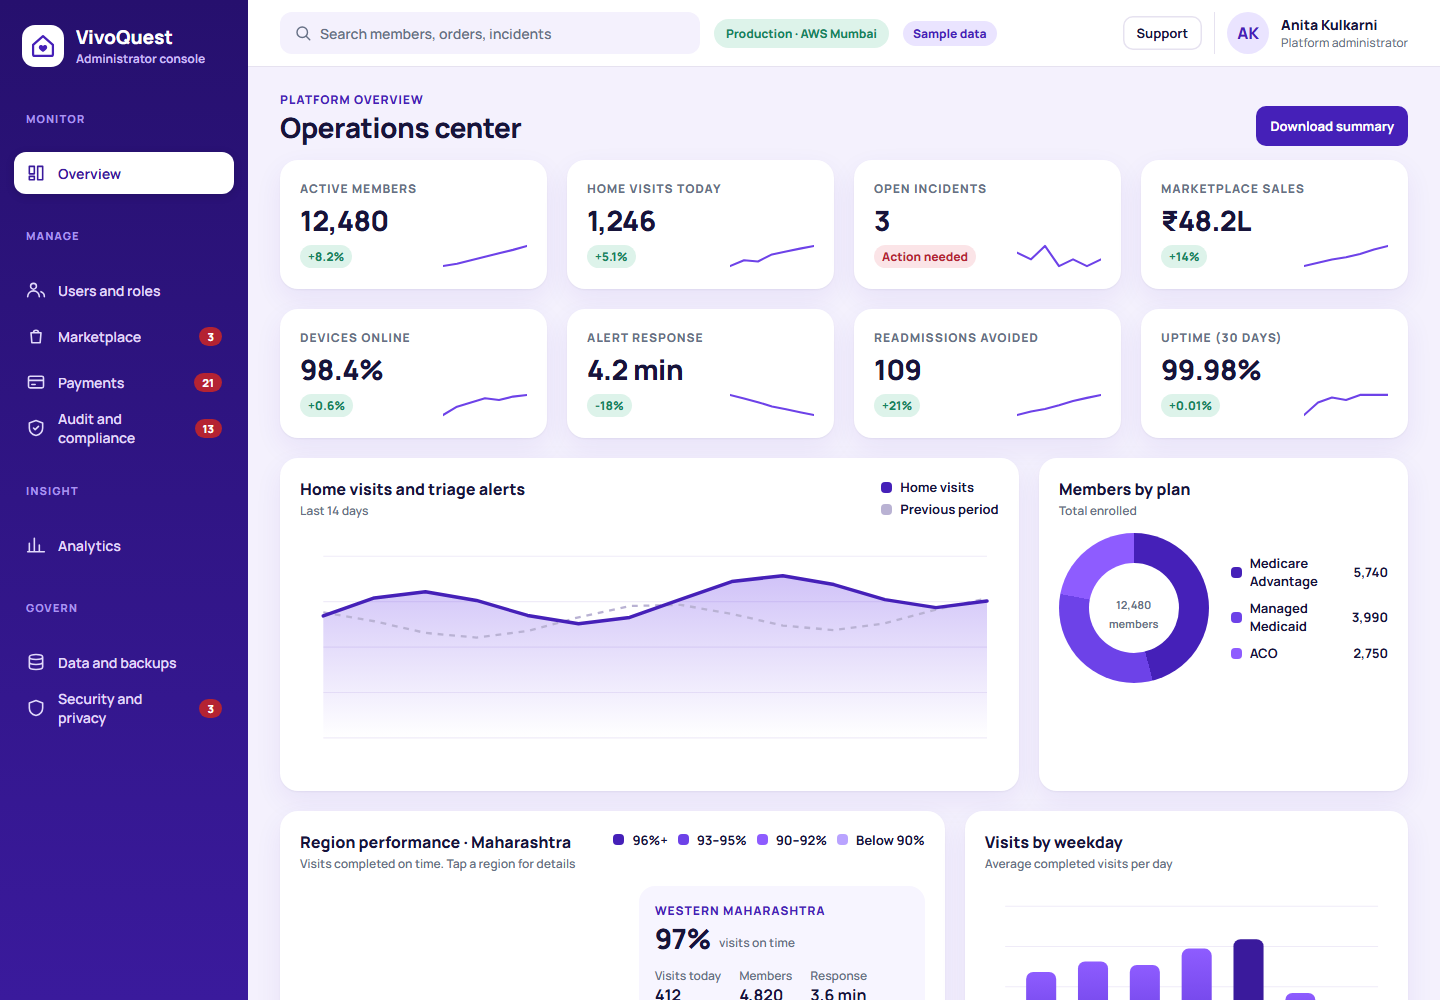 VivoQuest
Administrator console
MONITOR
Overview
MANAGE
Users and roles
Marketplace 3
Payments 21
Audit and
compliance 13
INSIGHT
Analytics
GOVERN
Data and backups
Security and
privacy 3
Search members, orders, incidents
Production · AWS Mumbai
Sample data
Support
AK
Anita Kulkarni
Platform administrator
PLATFORM OVERVIEW
Operations center
Download summary
ACTIVE MEMBERS
12,480
+8.2%
HOME VISITS TODAY
1,246
+5.1%
OPEN INCIDENTS
3
Action needed
MARKETPLACE SALES
₹48.2L
+14%
DEVICES ONLINE
98.4%
+0.6%
ALERT RESPONSE
4.2 min
-18%
READMISSIONS AVOIDED
109
+21%
UPTIME (30 DAYS)
99.98%
+0.01%
Home visits and triage alerts
Last 14 days
Home visits
Previous period
Members by plan
Total enrolled
12,480
members
Medicare
Advantage 5,740
Managed
Medicaid 3,990
ACO 2,750
Region performance · Maharashtra
Visits completed on time. Tap a region for details
96%+ 93–95% 90–92% Below 90%
WESTERN MAHARASHTRA
97% visits on time
Visits today Members Response
412 4,820 3.6 min
Visits by weekday
Average completed visits per day